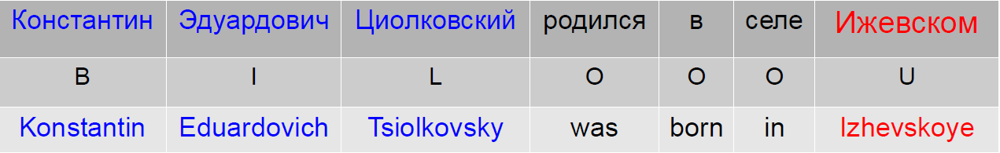 Константин Эдуардович Циолковский родился в селе Ижевском
B I L O O O U
Konstantin Eduardovich Tsiolkovsky was born in Izhevskoye